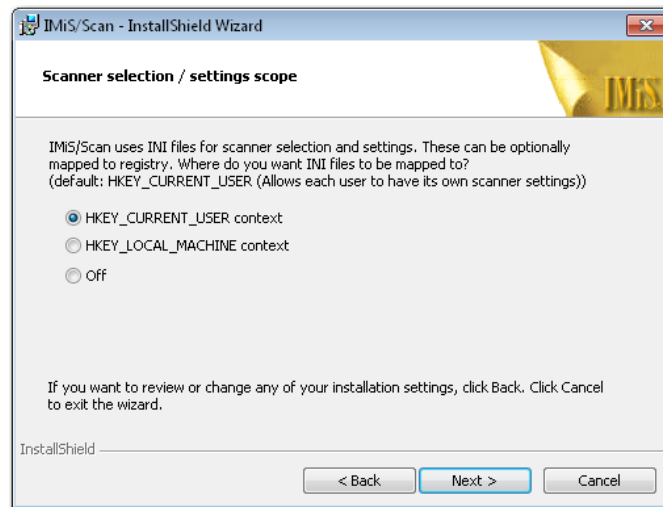 IMiS/Scan - InstallShield Wizard
Scanner selection / settings scope
IMiS
IMiS/Scan uses INI files for scanner selection and settings. These can be optionally
mapped to registry. Where do you want INI files to be mapped to?
(default: HKEY_CURRENT_USER (Allows each user to have its own scanner settings))
HKEY_CURRENT_USER context
HKEY_LOCAL_MACHINE context
Off
If you want to review or change any of your installation settings, click Back. Click Cancel
to exit the wizard.
InstallShield
< Back
Next >
Cancel